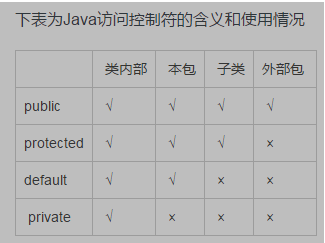 下表为Java访问控制符的含义和使用情况
类内部 本包 子类 外部包
public √ √ √ √
protected √ √ √ ×
default √ √ × ×
private √ × × ×